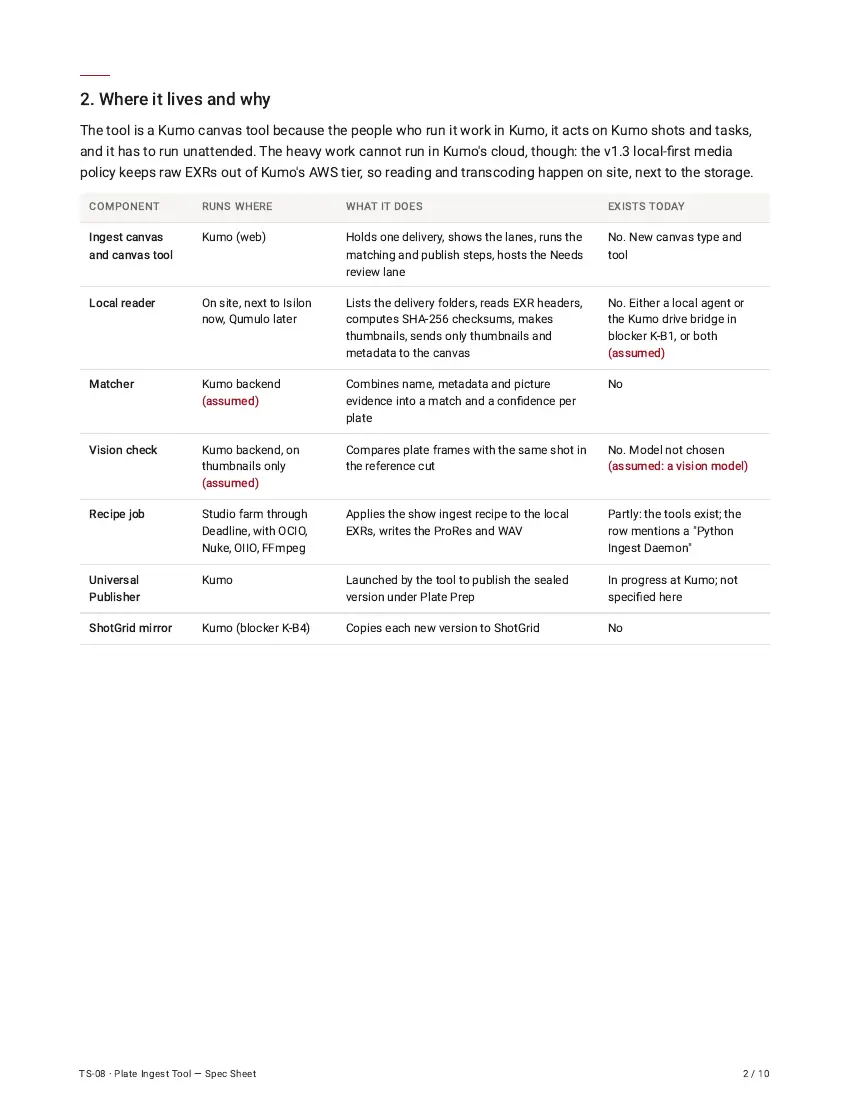 2. Where it lives and why
The tool is a Kumo canvas tool because the people who run it work in Kumo, it acts on Kumo shots and tasks,
and it has to run unattended. The heavy work cannot run in Kumo's cloud, though: the v1.3 local-first media
policy keeps raw EXRs out of Kumo's AWS tier, so reading and transcoding happen on site, next to the storage.
COMPONENT RUNS WHERE WHAT IT DOES EXISTS TODAY
Ingest canvas Kumo (web) Holds one delivery, shows the lanes, runs the No. New canvas type and
and canvas tool matching and publish steps, hosts the Needs tool
review lane
Local reader On site, next to Isilon Lists the delivery folders, reads EXR headers, No. Either a local agent or
now, Qumulo later computes SHA-256 checksums, makes the Kumo drive bridge in
thumbnails, sends only thumbnails and blocker K-B1, or both
metadata to the canvas (assumed)
Matcher Kumo backend Combines name, metadata and picture No
(assumed) evidence into a match and a confidence per
plate
Vision check Kumo backend, on Compares plate frames with the same shot in No. Model not chosen
thumbnails only the reference cut (assumed: a vision model)
(assumed)
Recipe job Studio farm through Applies the show ingest recipe to the local Partly: the tools exist; the
Deadline, with OCIO, EXRs, writes the ProRes and WAV row mentions a "Python
Nuke, OIIO, FFmpeg Ingest Daemon"
Universal Kumo Launched by the tool to publish the sealed In progress at Kumo; not
Publisher version under Plate Prep specified here
ShotGrid mirror Kumo (blocker K-B4) Copies each new version to ShotGrid No
TS-08 · Plate Ingest Tool — Spec Sheet 2 / 10